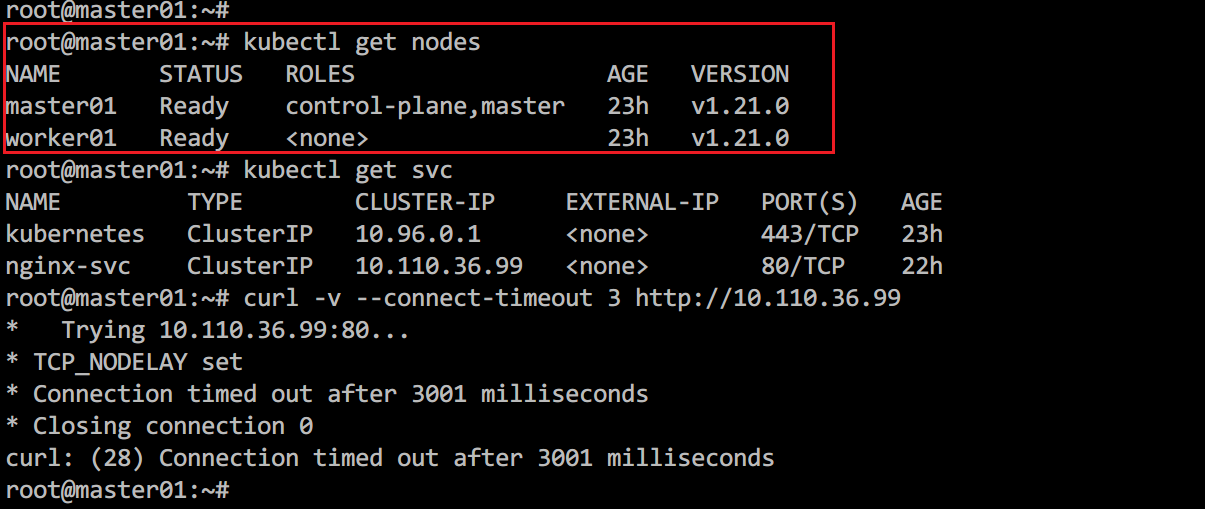 root@master01:~#
root@master01:~# kubectl get nodes
NAME       STATUS   ROLES                  AGE   VERSION
master01   Ready    control-plane,master   23h   v1.21.0
worker01   Ready    <none>                 23h   v1.21.0
root@master01:~# kubectl get svc
NAME         TYPE        CLUSTER-IP     EXTERNAL-IP   PORT(S)   AGE
kubernetes   ClusterIP   10.96.0.1      <none>        443/TCP   23h
nginx-svc    ClusterIP   10.110.36.99   <none>        80/TCP    22h
root@master01:~# curl -v --connect-timeout 3 http://10.110.36.99
*   Trying 10.110.36.99:80...
* TCP_NODELAY set
* Connection timed out after 3001 milliseconds
* Closing connection 0
curl: (28) Connection timed out after 3001 milliseconds
root@master01:~#